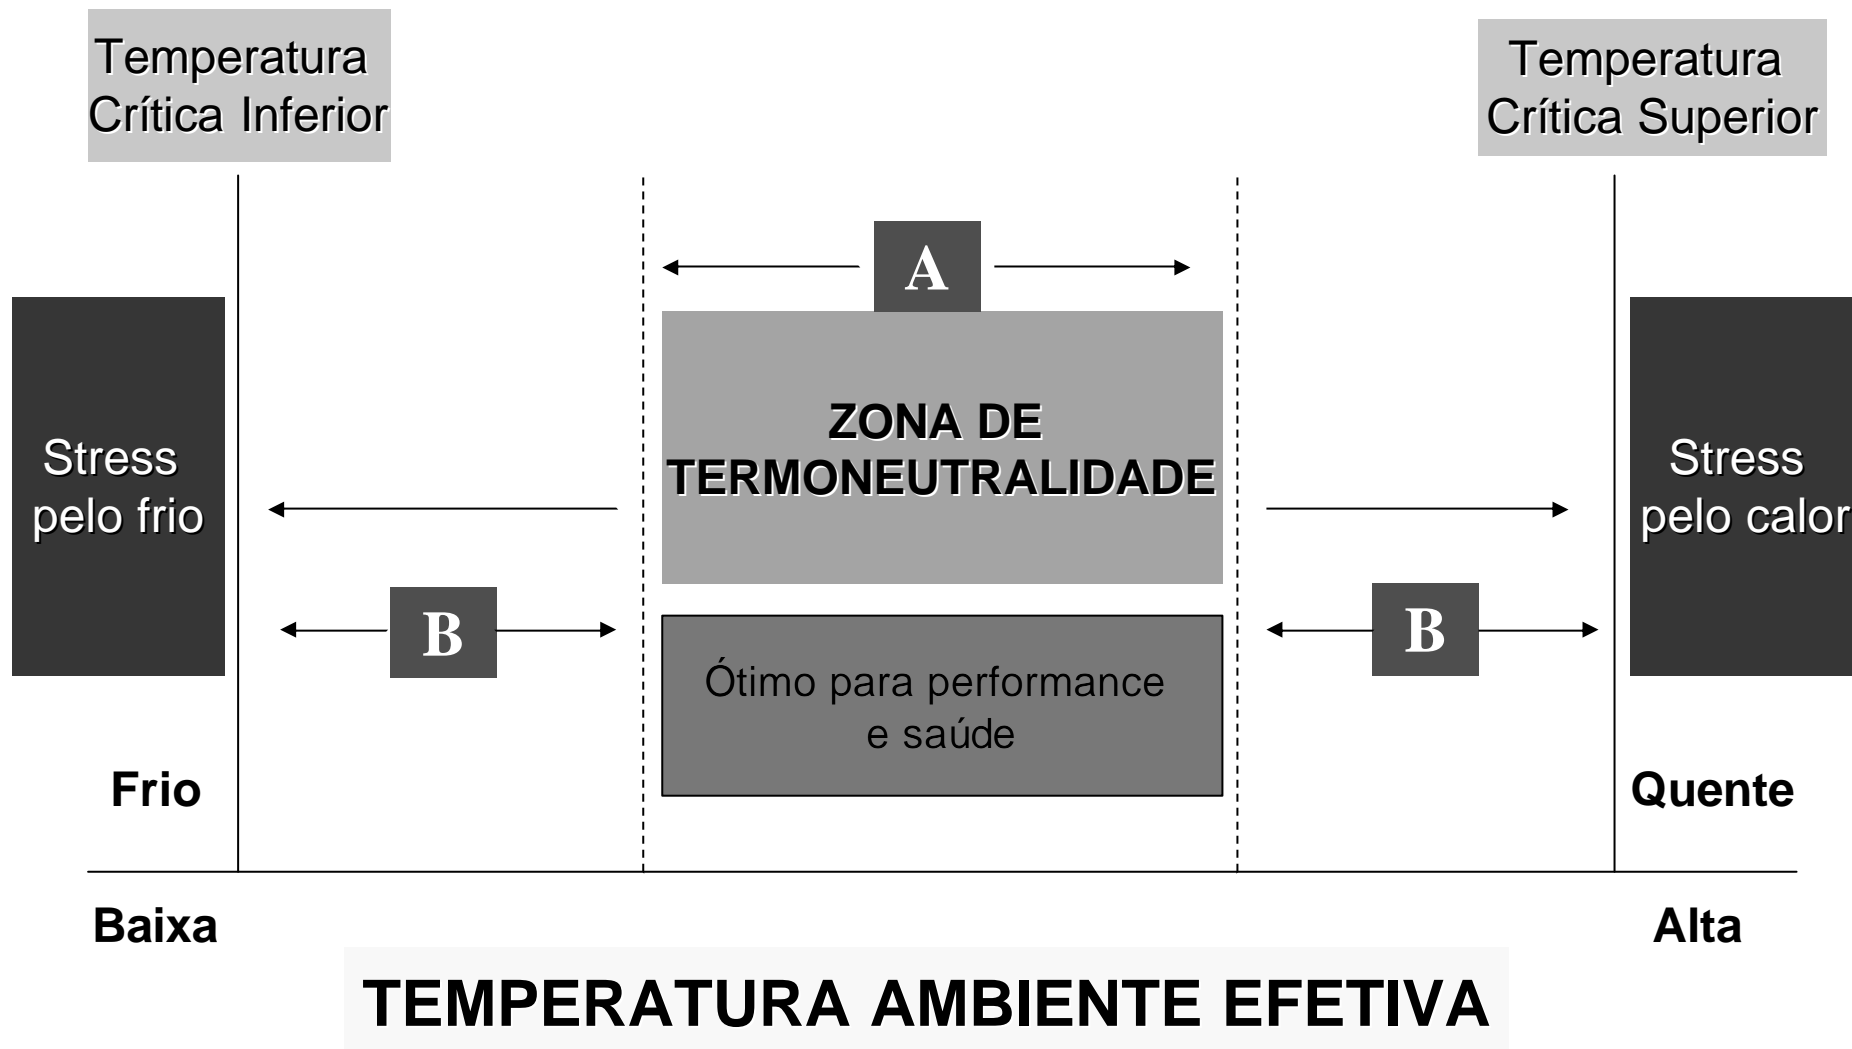 Temperatura
Crítica Inferior
Temperatura
Crítica Superior
A
ZONA DE
TERMONEUTRALIDADE
Stress
pelo frio
Stress
pelo calor
B
B
Ótimo para performance
e saúde
Frio
Quente
Baixa
Alta
TEMPERATURA AMBIENTE EFETIVA